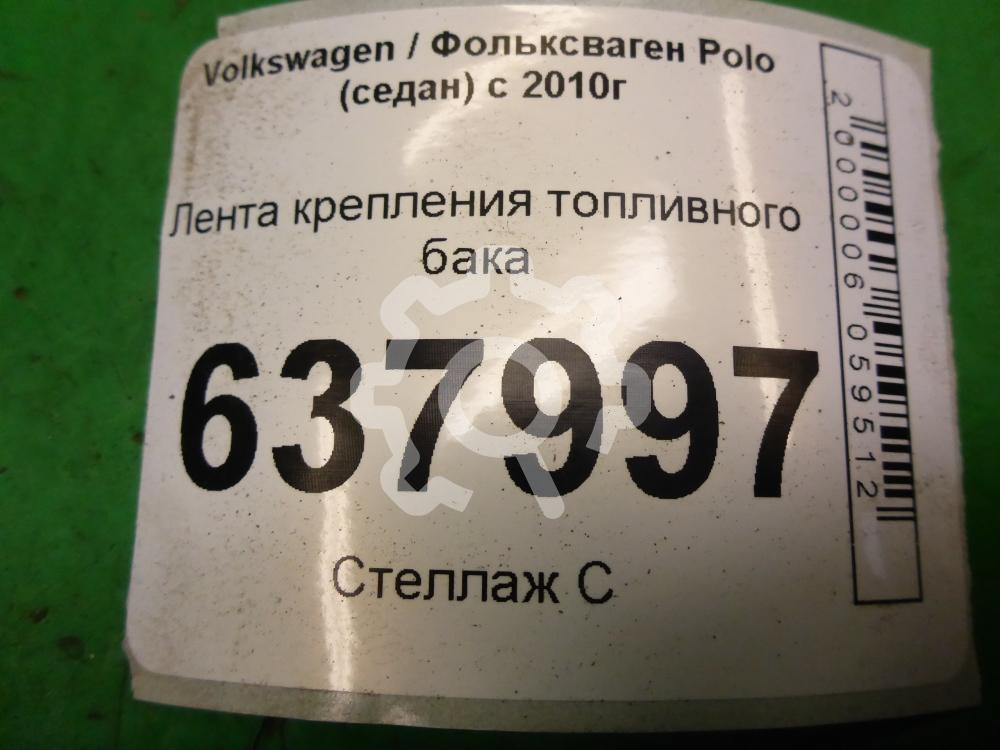 Volkswagen / Фольксваген Polo
(седан) с 2010г
Лента крепления топливного
бака
637997
Стеллаж С
2000006059512